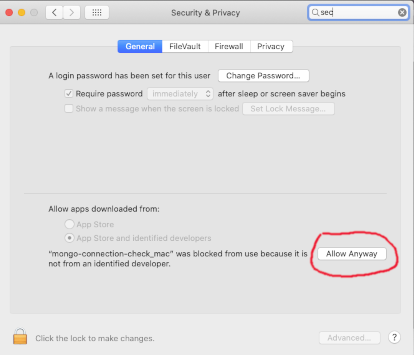 Security & Privacy
sec
General FileVault Firewall Privacy
A login password has been set for this user Change Password...
Require password immediately after sleep or screen saver begins
Show a message when the screen is locked Set Lock Message...
Allow apps downloaded from:
App Store
App Store and identified developers
"mongo-connection-check_mac" was blocked from use because it is Allow Anyway
not from an identified developer.
Click the lock to make changes. Advanced... ?